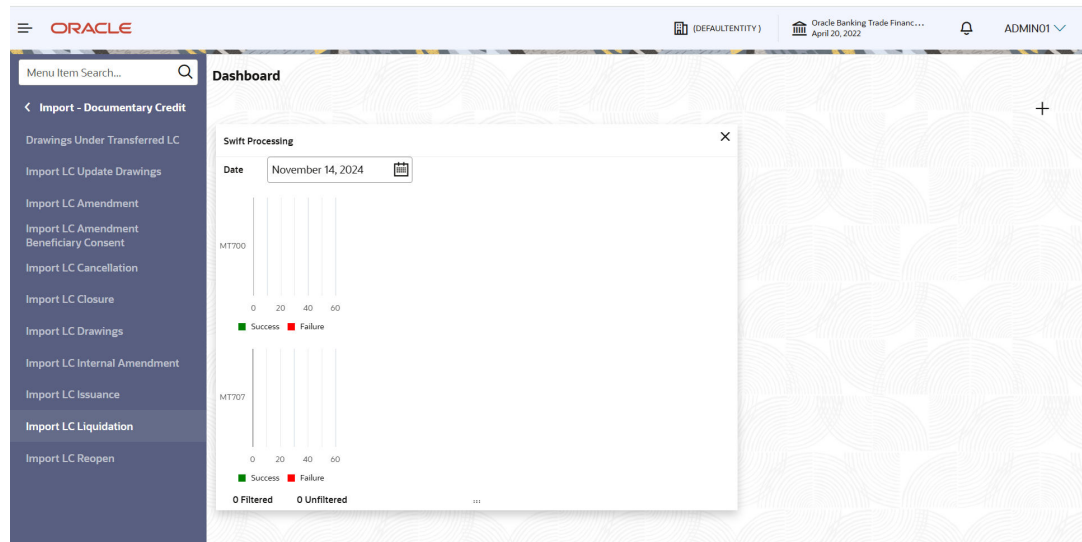 ORACLE
(DEFAULTENTITY )
Oracle Banking Trade Financ...
April 20, 2022
ADMIN01
Menu Item Search...
Import - Documentary Credit
Drawings Under Transferred LC
Import LC Update Drawings
Import LC Amendment
Import LC Amendment
Beneficiary Consent
Import LC Cancellation
Import LC Closure
Import LC Drawings
Import LC Internal Amendment
Import LC Issuance
Import LC Liquidation
Import LC Reopen
Dashboard
Swift Processing
Date November 14, 2024
MT700
0 20 40 60
Success Failure
MT707
0 20 40 60
Success Failure
0 Filtered 0 Unfiltered